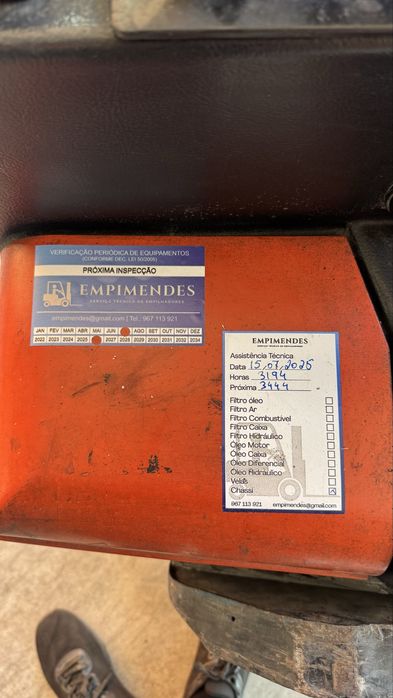 VERIFICAÇÃO PERIÓDICA DE EQUIPAMENTOS
(CONFORME DEC. LEI 50/2005)
PRÓXIMA INSPECÇÃO
EMPIMENDES
SERVIÇO TÉCNICO DE EMPILHADORES
empimendes@gmail.com | Tel.: 967 113 921
JAN FEV MAR ABR MAI JUN AGO SET OUT NOV DEZ
2022 2023 2024 2025 2027 2028 2029 2030 2031 2032 2034
EMPIMENDES
SERVIÇO TÉCNICO DE EMPILHADORES
Assistência Técnica
Data 15/07/2025
Horas 3194
Próxima 3444
Filtro óleo
Filtro Ar
Filtro Combustível
Filtro Caixa
Filtro Hidráulico
Óleo Motor
Óleo Caixa
Óleo Diferencial
Óleo Hidráulico
Velas
Chassi
967 113 921 empimendes@gmail.com